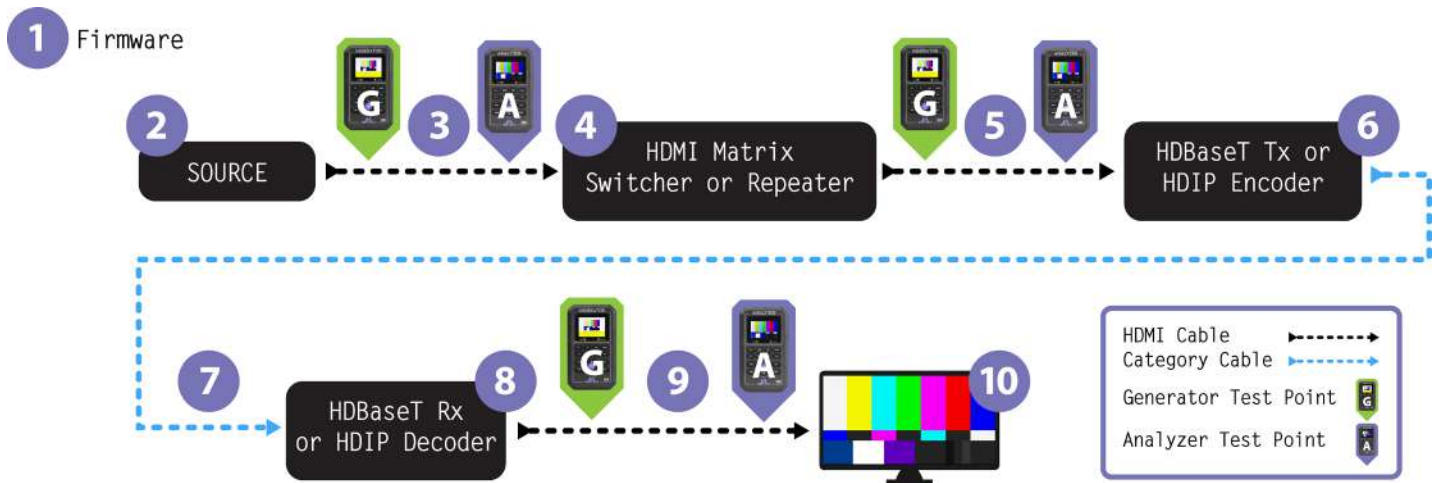 1 Firmware
G
A
G
A
2
3
4
5
6
SOURCE
HDMI Matrix
Switcher or Repeater
HDBaseT Tx or
HDIP Encoder
G
A
7
8
9
10
HDBaseT Rx
or HDIP Decoder
HDMI Cable
Category Cable
Generator Test Point
G
Analyzer Test Point
A